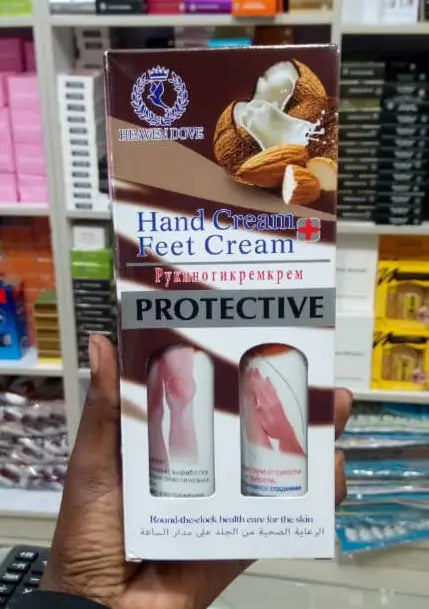 HEAVEN DOVE
Hand Cream
Feet Cream
Рукиногикремкрем
PROTECTIVE
Round-the-clock health care for the skin
الرعاية الصحية من الجلد على مدار الساعة